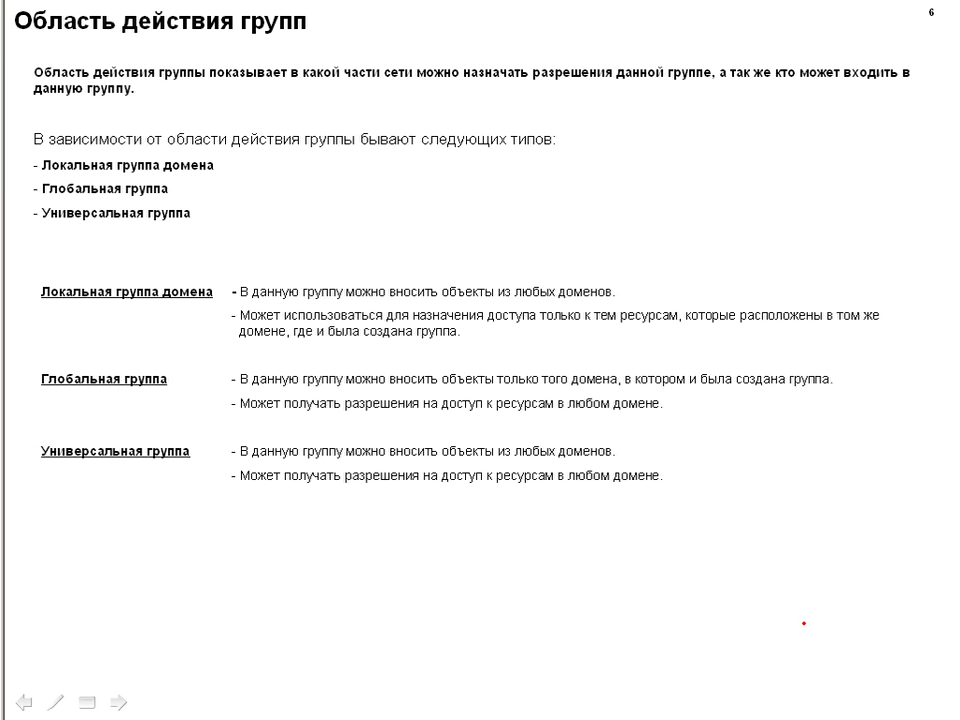 Область действия групп
6
Область действия группы показывает в какой части сети можно назначать разрешения данной группе, а так же кто может входить в
данную группу.
В зависимости от области действия группы бывают следующих типов:
- Локальная группа домена
- Глобальная группа
- Универсальная группа
Локальная группа домена - В данную группу можно вносить объекты из любых доменов.
- Может использоваться для назначения доступа только к тем ресурсам, которые расположены в том же
домене, где и была создана группа.
Глобальная группа - В данную группу можно вносить объекты только того домена, в котором и была создана группа.
- Может получать разрешения на доступ к ресурсам в любом домене.
Универсальная группа - В данную группу можно вносить объекты из любых доменов.
- Может получать разрешения на доступ к ресурсам в любом домене.